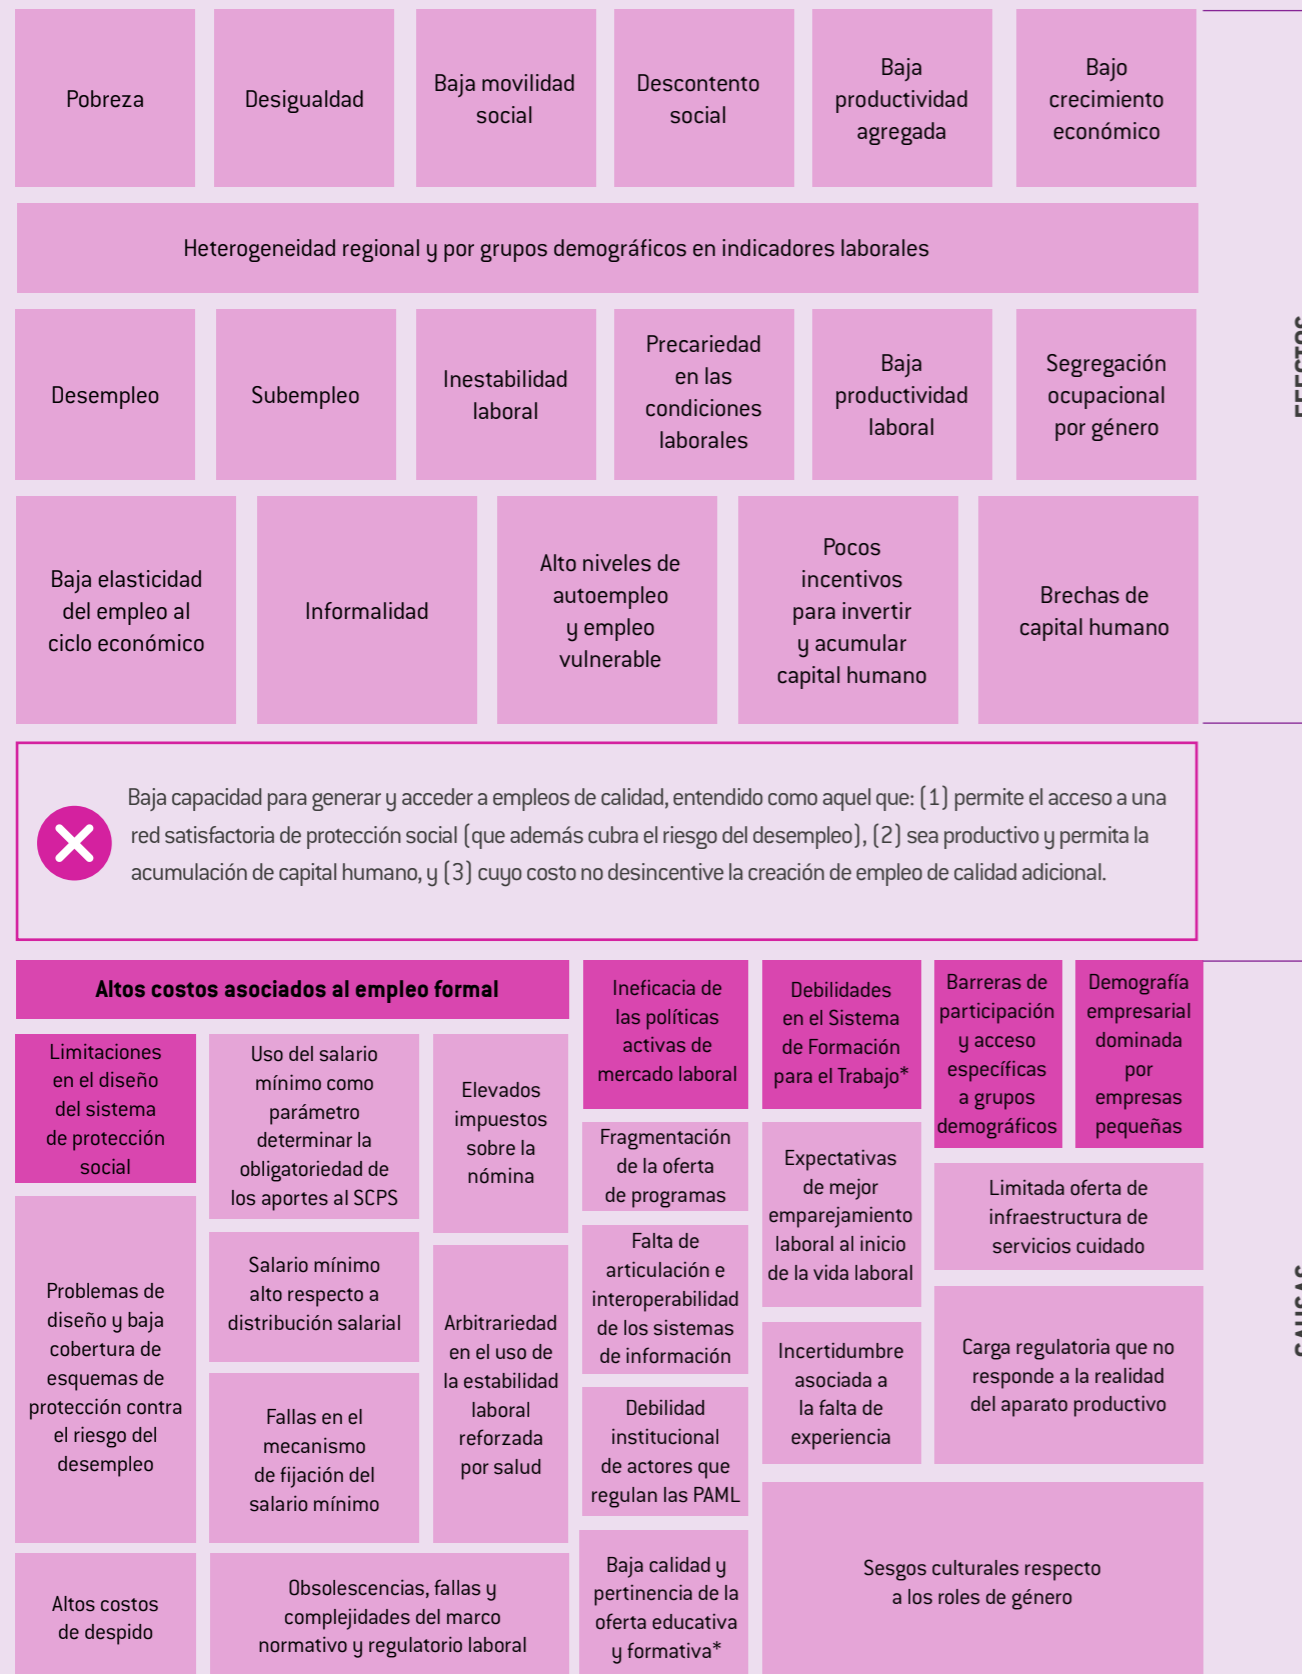 Pobreza
Desigualdad
Baja movilidad
social
Descontento
social
Baja
productividad
agregada
Bajo
crecimiento
económico
Heterogeneidad regional y por grupos demográficos en indicadores laborales
Desempleo
Subempleo
Inestabilidad
laboral
Precariedad
en las
condiciones
laborales
Baja
productividad
laboral
Segregación
ocupacional
por género
EFECTOS
Baja elasticidad
del empleo al
ciclo económico
Informalidad
Alto niveles de
autoempleo
y empleo
vulnerable
Pocos
incentivos
para invertir
y acumular
capital humano
Brechas de
capital humano
Baja capacidad para generar y acceder a empleos de calidad, entendido como aquel que: (1) permite el acceso a una
red satisfactoria de protección social (que además cubra el riesgo del desempleo), (2) sea productivo y permita la
acumulación de capital humano, y (3) cuyo costo no desincentive la creación de empleo de calidad adicional.
Altos costos asociados al empleo formal
Limitaciones
en el diseño
del sistema
de protección
social
Problemas de
diseño y baja
cobertura de
esquemas de
protección contra
el riesgo del
desempleo
Altos costos
de despido
Uso del salario
mínimo como
parámetro
determinar la
obligatoriedad de
los aportes al SCPS
Salario mínimo
alto respecto a
distribución salarial
Fallas en el
mecanismo
de fijación del
salario mínimo
Elevados
impuestos
sobre la
nómina
Arbitrariedad
en el uso de
la estabilidad
laboral
reforzada
por salud
Obsolescencias, fallas y
complejidades del marco
normativo y regulatorio laboral
Ineficacia de
las políticas
activas de
mercado laboral
Fragmentación
de la oferta
de programas
Falta de
articulación e
interoperabilidad
de los sistemas
de información
Debilidad
institucional
de actores que
regulan las PAML
Baja calidad y
pertinencia de la
oferta educativa
y formativa*
Debilidades
en el Sistema
de Formación
para el Trabajo*
Expectativas
de mejor
emparejamiento
laboral al inicio
de la vida laboral
Incertidumbre
asociada a
la falta de
experiencia
Barreras de
participación
y acceso
específicas
a grupos
demográficos
Demografía
empresarial
dominada
por
empresas
pequeñas
Limitada oferta de
infraestructura de
servicios cuidado
Carga regulatoria que no
responde a la realidad
del aparato productivo
Sesgos culturales respecto
a los roles de género
CAUSAS